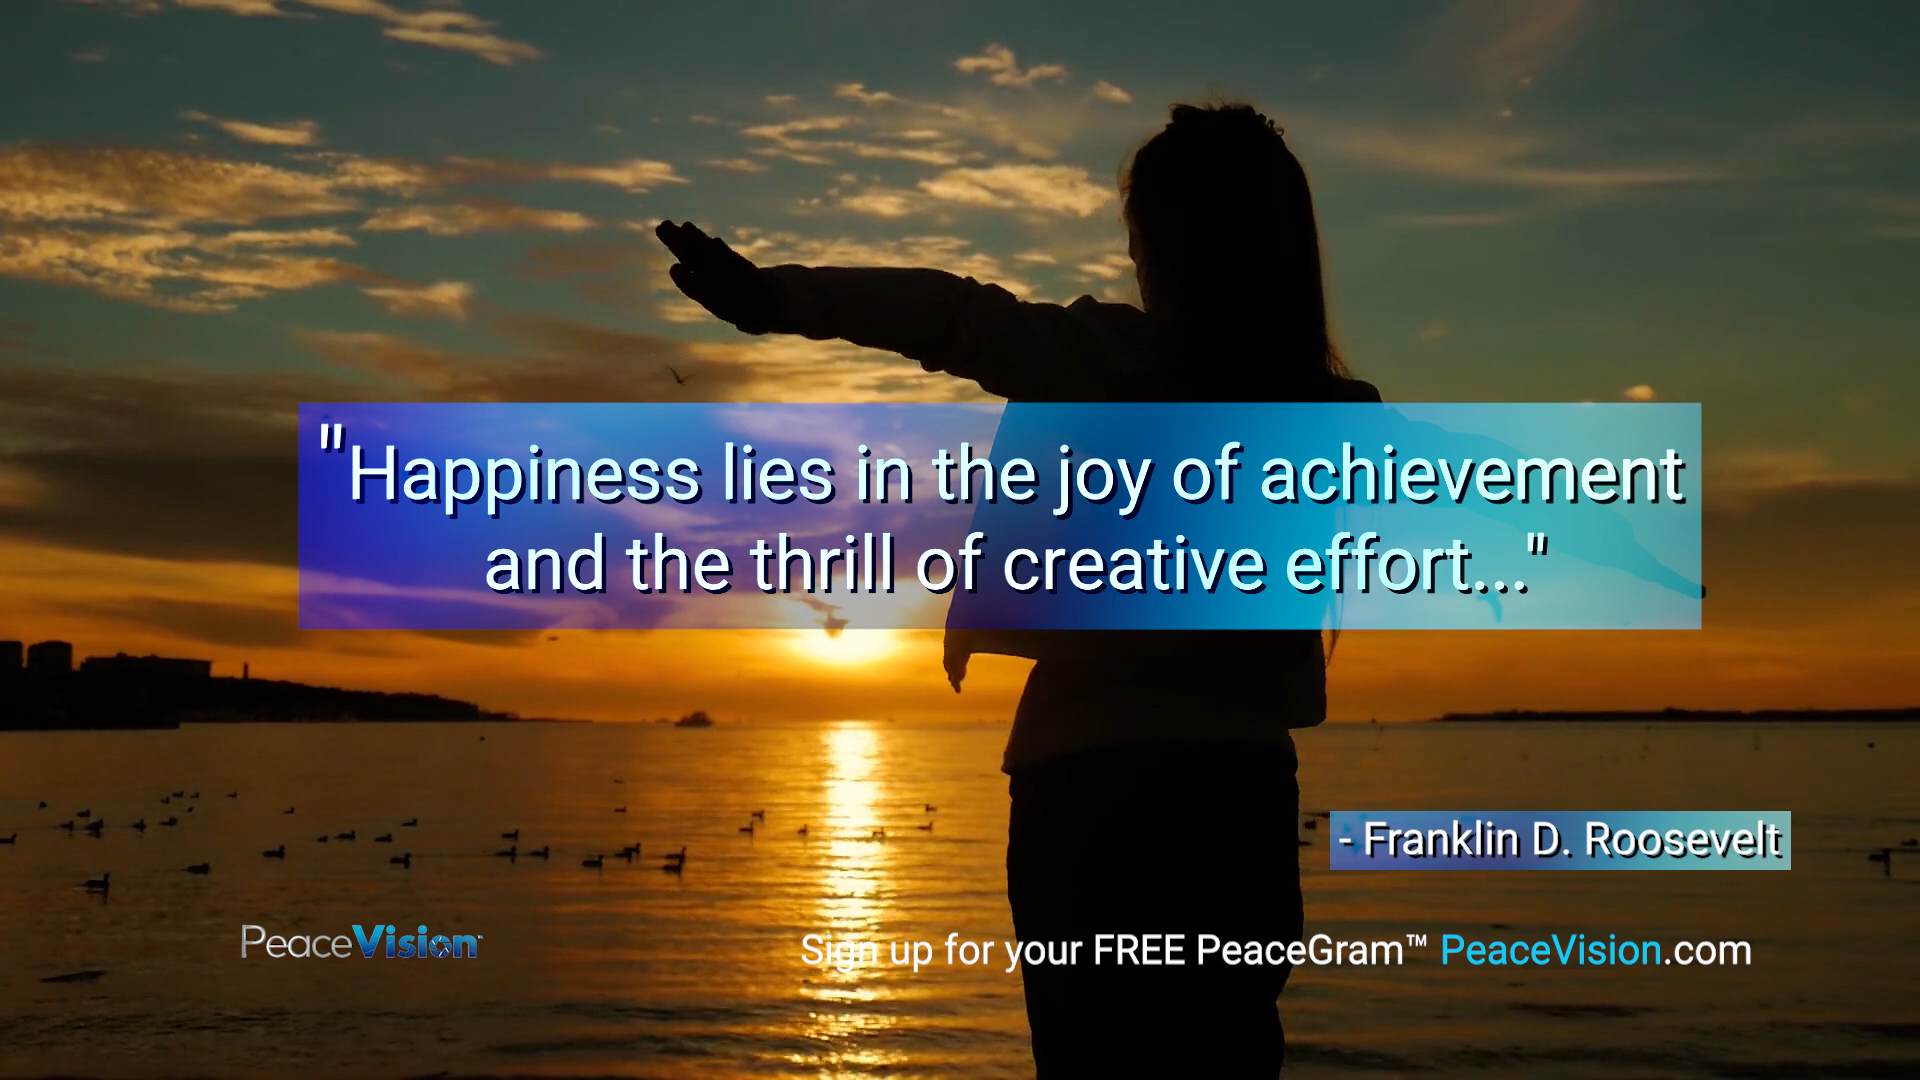 "Happiness lies in the joy of achievement
and the thrill of creative effort..."
- Franklin D. Roosevelt
PeaceVision™
Sign up for your FREE PeaceGram™ PeaceVision.com